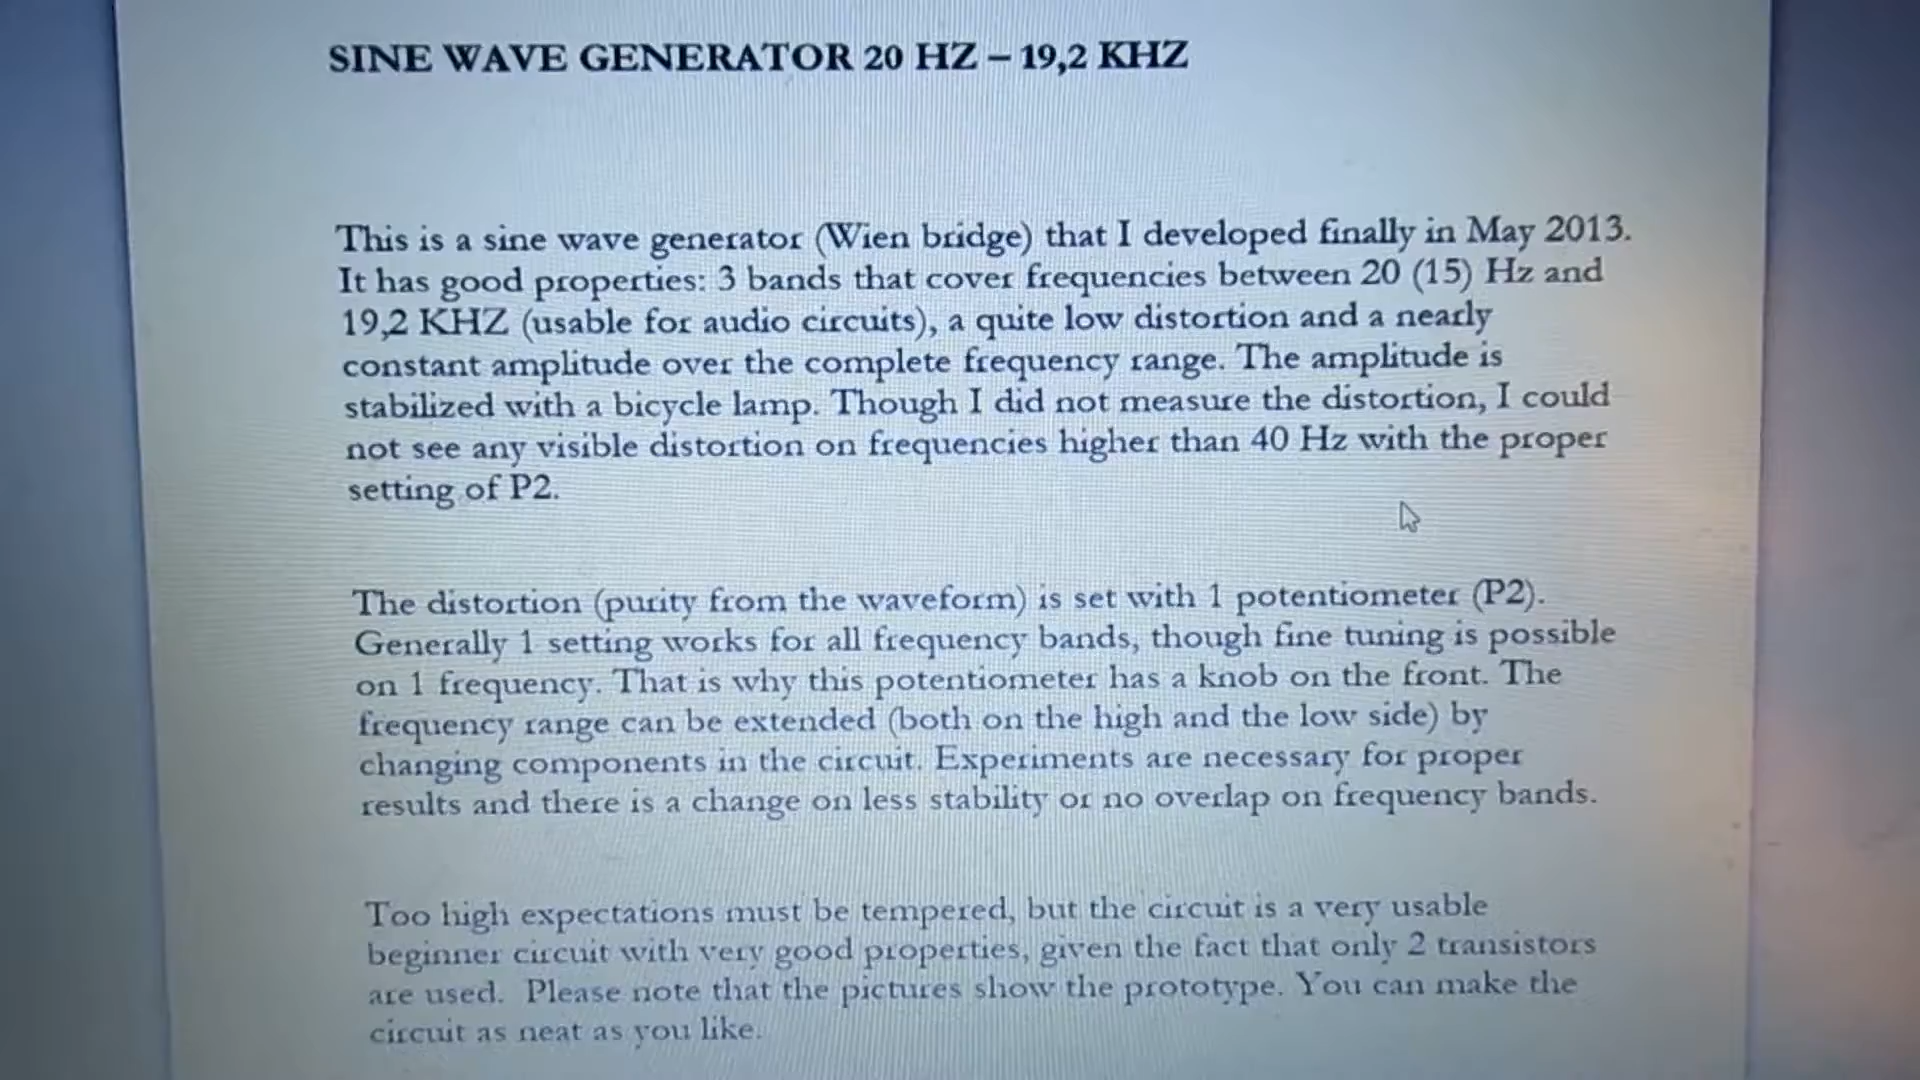 SINE WAVE GENERATOR 20 HZ – 19,2 KHZ
This is a sine wave generator (Wien bridge) that I developed finally in May 2013.
It has good properties: 3 bands that cover frequencies between 20 (15) Hz and
19,2 KHZ (usable for audio circuits), a quite low distortion and a nearly
constant amplitude over the complete frequency range. The amplitude is
stabilized with a bicycle lamp. Though I did not measure the distortion, I could
not see any visible distortion on frequencies higher than 40 Hz with the proper
setting of P2.
The distortion (purity from the waveform) is set with 1 potentiometer (P2).
Generally 1 setting works for all frequency bands, though fine tuning is possible
on 1 frequency. That is why this potentiometer has a knob on the front. The
frequency range can be extended (both on the high and the low side) by
changing components in the circuit. Experiments are necessary for proper
results and there is a change on less stability or no overlap on frequency bands.
Too high expectations must be tempered, but the circuit is a very usable
beginner circuit with very good properties, given the fact that only 2 transistors
are used. Please note that the pictures show the prototype. You can make the
circuit as neat as you like.